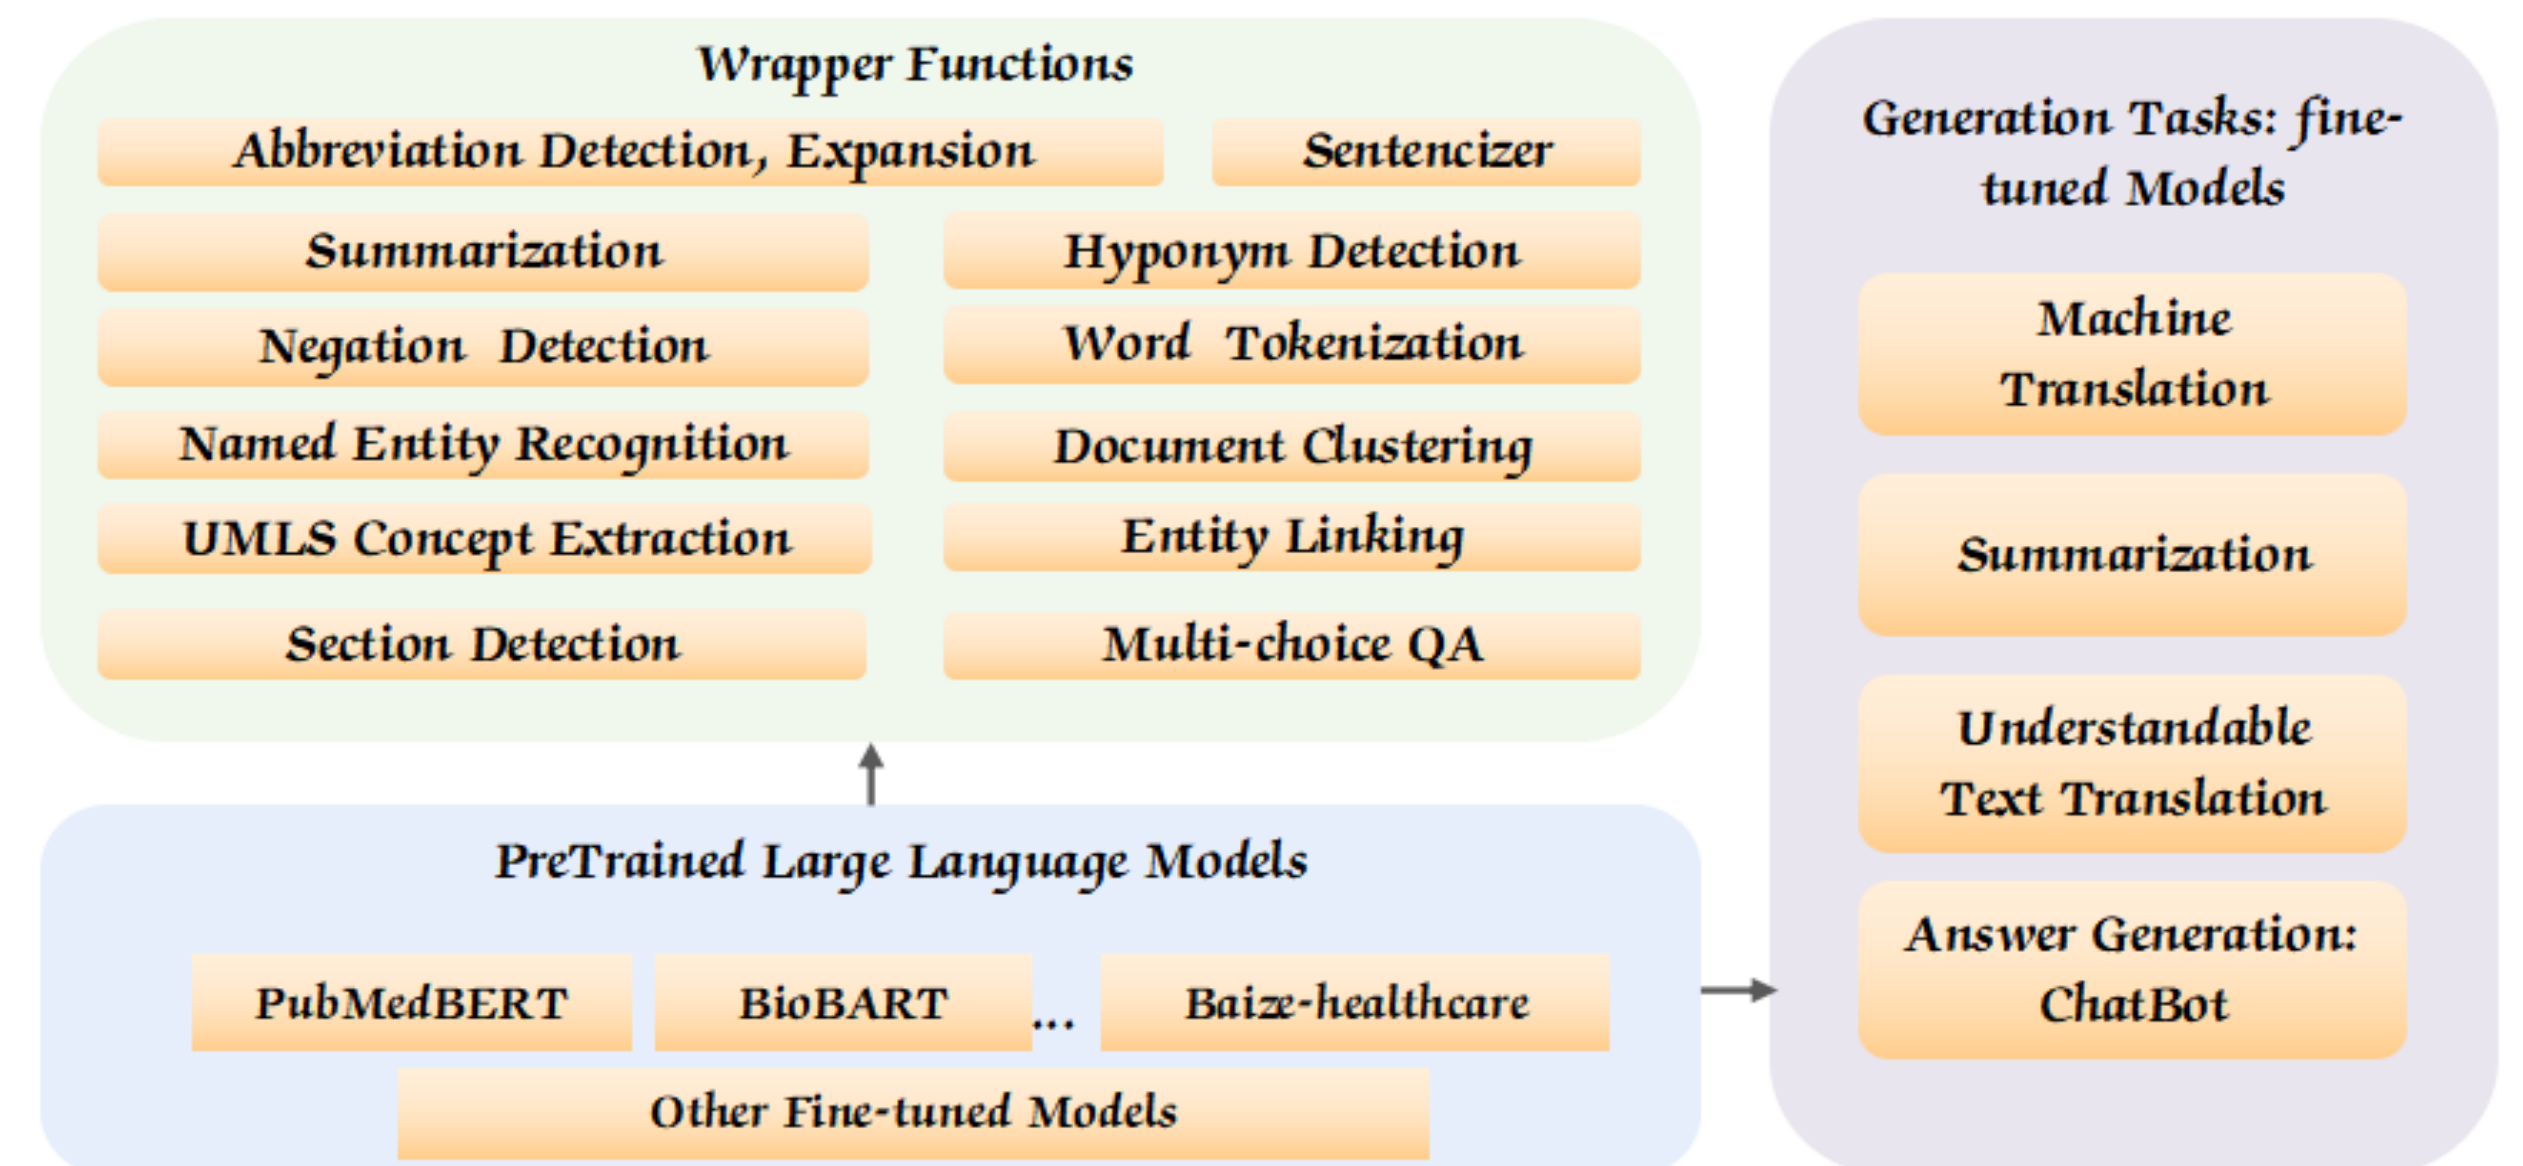 Wrapper Functions
Abbreviation Detection, Expansion
Sentencizer
Summarization
Hyponym Detection
Negation Detection
Word Tokenization
Named Entity Recognition
Document Clustering
UMLS Concept Extraction
Entity Linking
Section Detection
Multi-choice QA
PreTrained Large Language Models
PubMedBERT
BioBART
...
Baize-healthcare
Other Fine-tuned Models
Generation Tasks: fine-
tuned Models
Machine
Translation
Summarization
Understandable
Text Translation
Answer Generation:
ChatBot